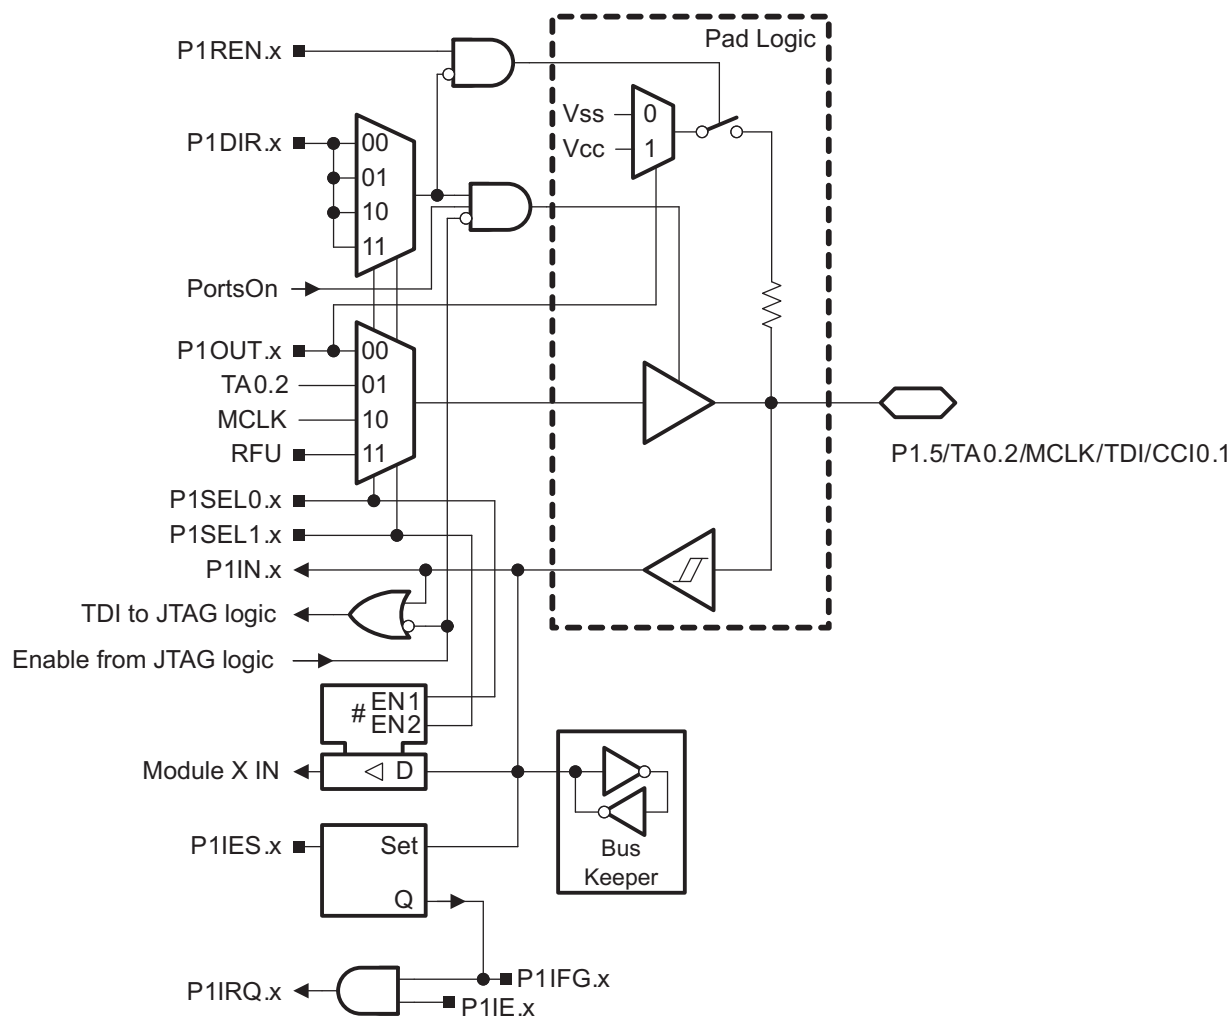 Pad Logic
P1REN.x
Vss
0
Vcc
1
P1DIR.x
00
01
10
11
PortsOn
P1OUT.x
00
TA0.2
01
MCLK
10
RFU
11
P1.5/TA0.2/MCLK/TDI/CCI0.1
P1SEL0.x
P1SEL1.x
P1IN.x
TDI to JTAG logic
Enable from JTAG logic
# EN1
EN2
Module X IN
D
P1IES.x
Set
Q
Bus
Keeper
P1IRQ.x
P1IFG.x
P1IE.x